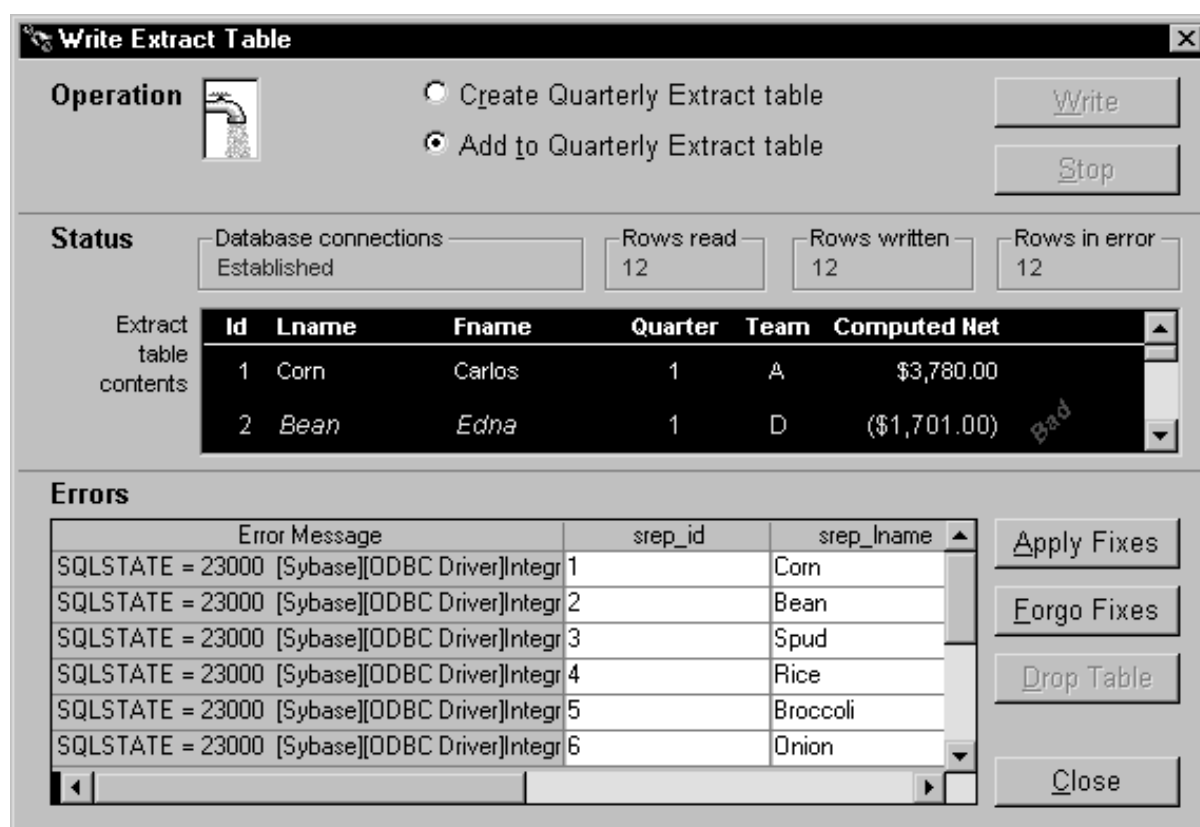 Write Extract Table
Operation
Create Quarterly Extract table
Write
Add to Quarterly Extract table
Stop
Status
Database connections
Rows read
Rows written
Rows in error
Established
12
12
12
Extract table contents
Id Lname Fname Quarter Team Computed Net
1 Corn Carlos 1 A $3,780.00
2 Bean Edna 1 D ($1,701.00) Bad
Errors
Error Message srep_id srep_lname
SQLSTATE = 23000 [Sybase][ODBC Driver]Integr 1 Corn
SQLSTATE = 23000 [Sybase][ODBC Driver]Integr 2 Bean
SQLSTATE = 23000 [Sybase][ODBC Driver]Integr 3 Spud
SQLSTATE = 23000 [Sybase][ODBC Driver]Integr 4 Rice
SQLSTATE = 23000 [Sybase][ODBC Driver]Integr 5 Broccoli
SQLSTATE = 23000 [Sybase][ODBC Driver]Integr 6 Onion
Apply Fixes
Forgo Fixes
Drop Table
Close